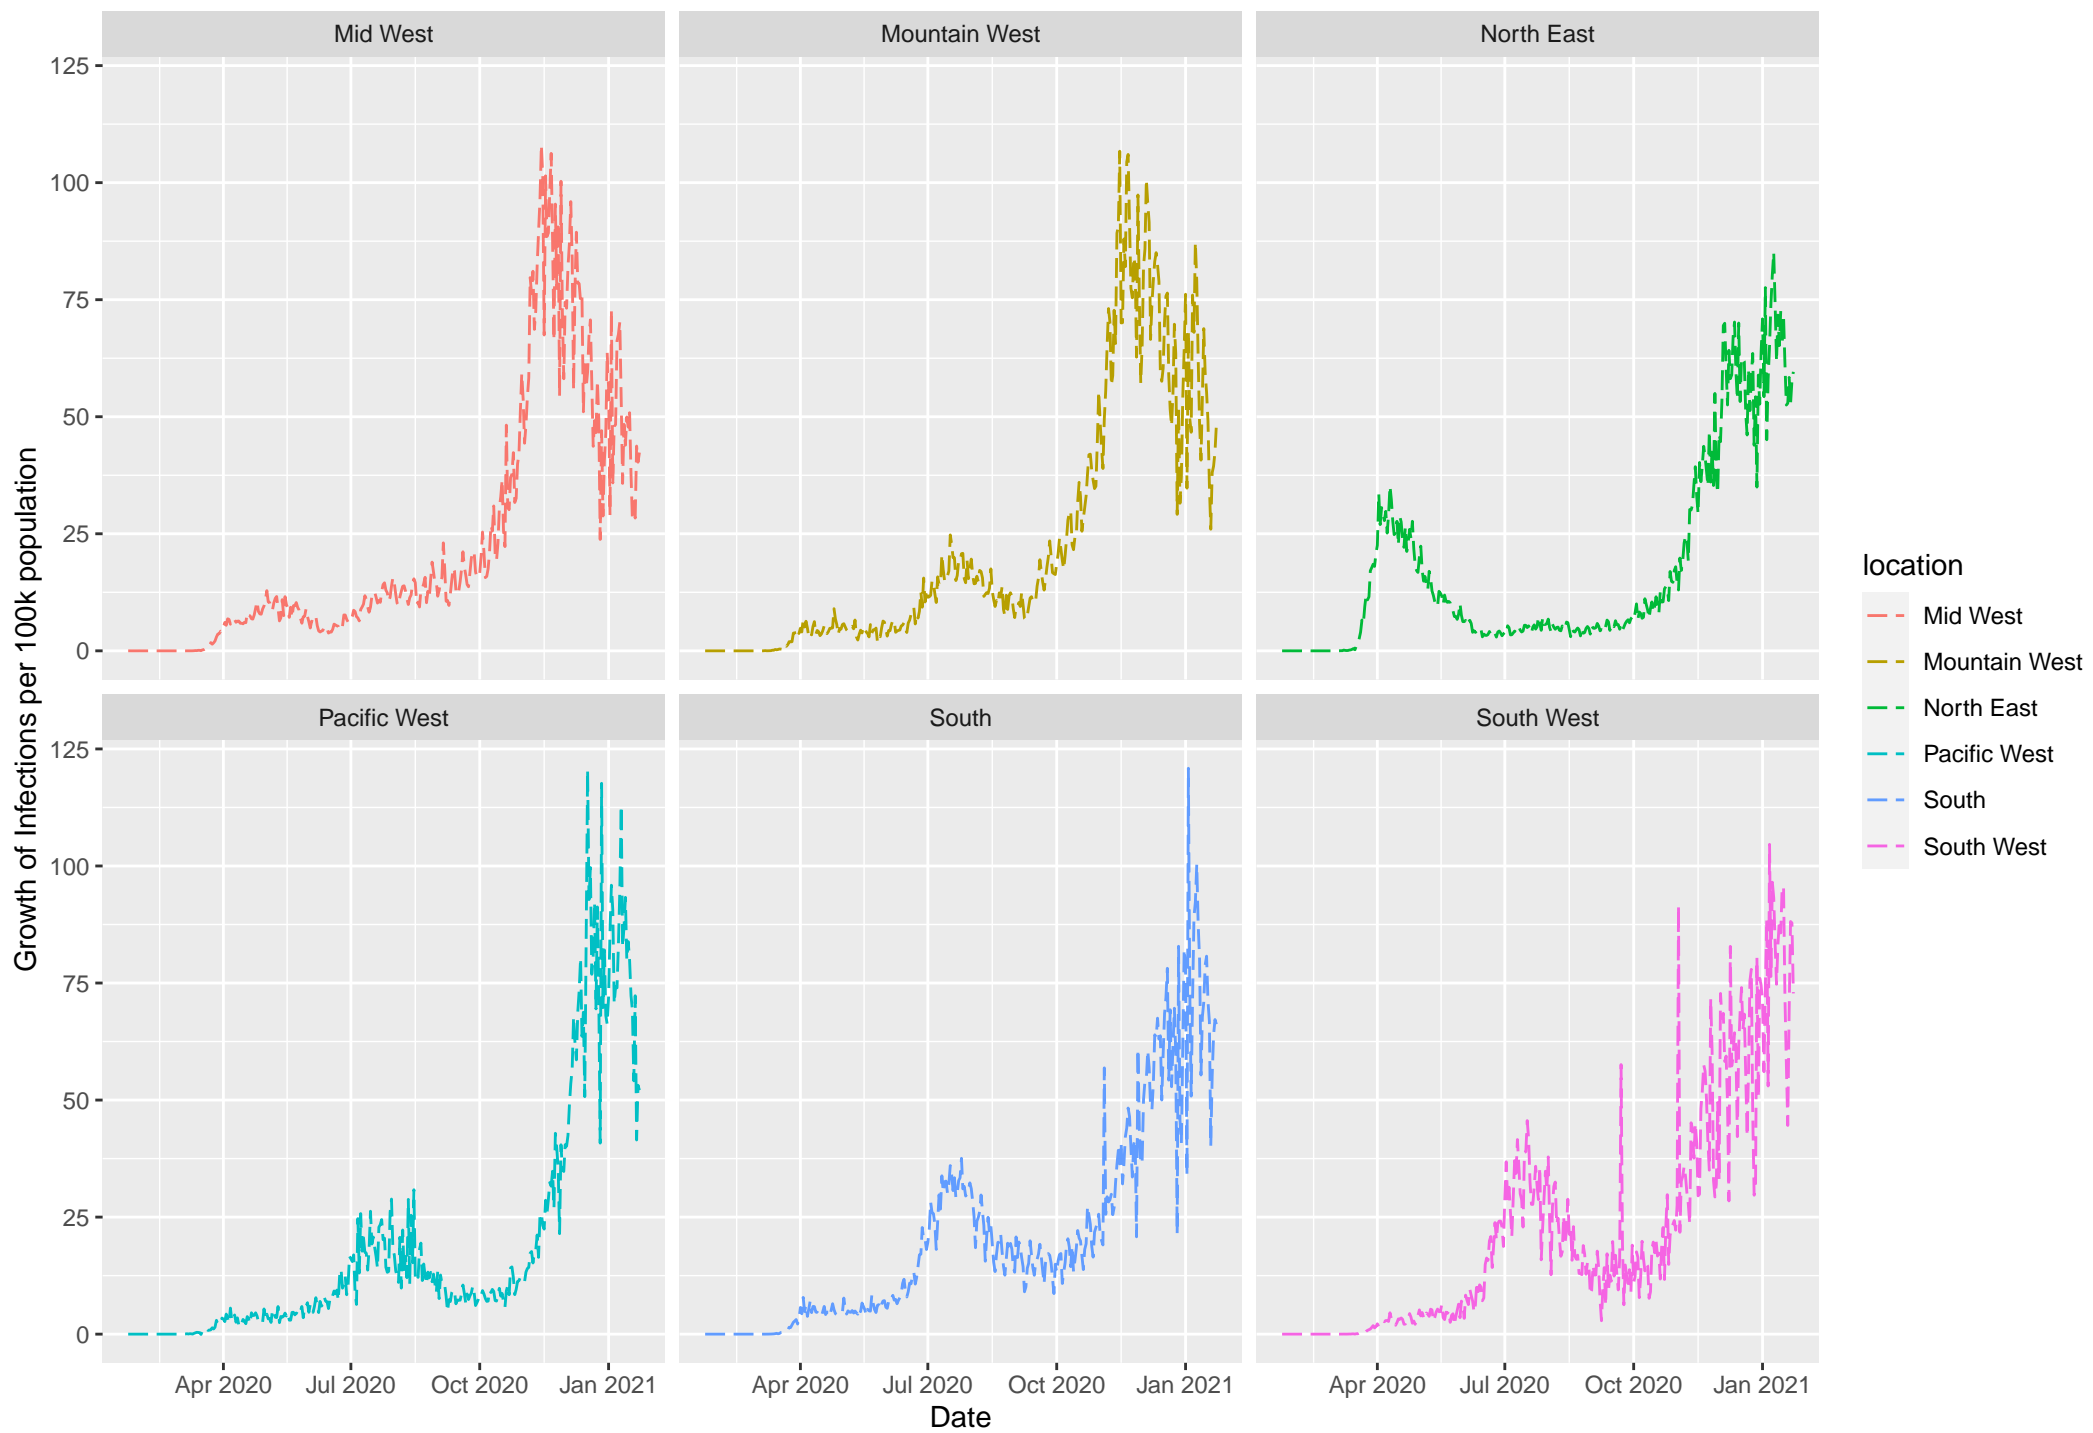 Mid West
Mountain West
North East
125
100
75
50
25
0
Pacific West
South
South West
125
100
75
50
25
0
Apr 2020
Jul 2020
Oct 2020
Jan 2021
Apr 2020
Jul 2020
Oct 2020
Jan 2021
Apr 2020
Jul 2020
Oct 2020
Jan 2021
Date
Growth of Infections per 100k population
location
Mid West
Mountain West
North East
Pacific West
South
South West